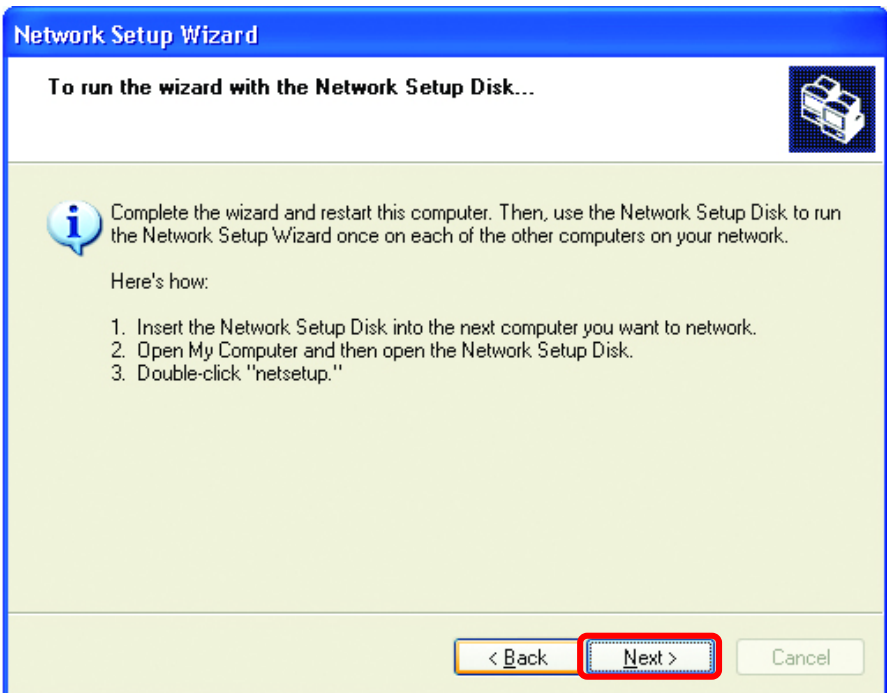 Network Setup Wizard
To run the wizard with the Network Setup Disk...
Complete the wizard and restart this computer. Then, use the Network Setup Disk to run
the Network Setup Wizard once on each of the other computers on your network.
Here's how:
1. Insert the Network Setup Disk into the next computer you want to network.
2. Open My Computer and then open the Network Setup Disk.
3. Double-click "netsetup."
< Back Next > Cancel